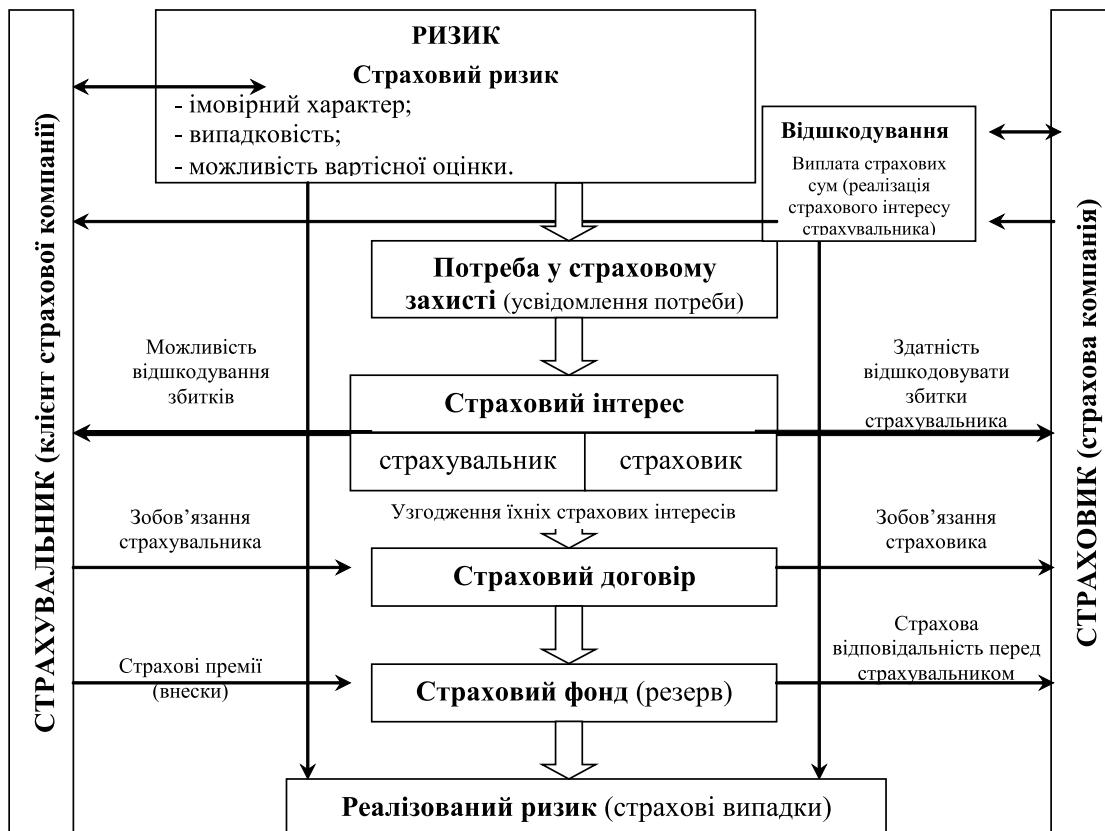 СТРАХУВАЛЬНИК (клієнт страхової компанії)
РИЗИК
Страховий ризик
- імовірний характер;
- випадковість;
- можливість вартісної оцінки.
Відшкодування
Виплата страхових
сум (реалізація
страхового інтересу
страхувальника)
Потреба у страховому
захисті (усвідомлення потреби)
Можливість
відшкодування
збитків
Страховий інтерес
страхувальник
страховик
Здатність
відшкодовувати
збитки
страхувальника
Узгодження їхніх страхових інтересів
Зобов’язання
страхувальника
Страховий договір
Зобов’язання
страховика
Страхові премії
(внески)
Страховий фонд (резерв)
Страхова
відповідальність перед
страхувальником
Реалізований ризик (страхові випадки)
СТРАХОВИК (страхова компанія)